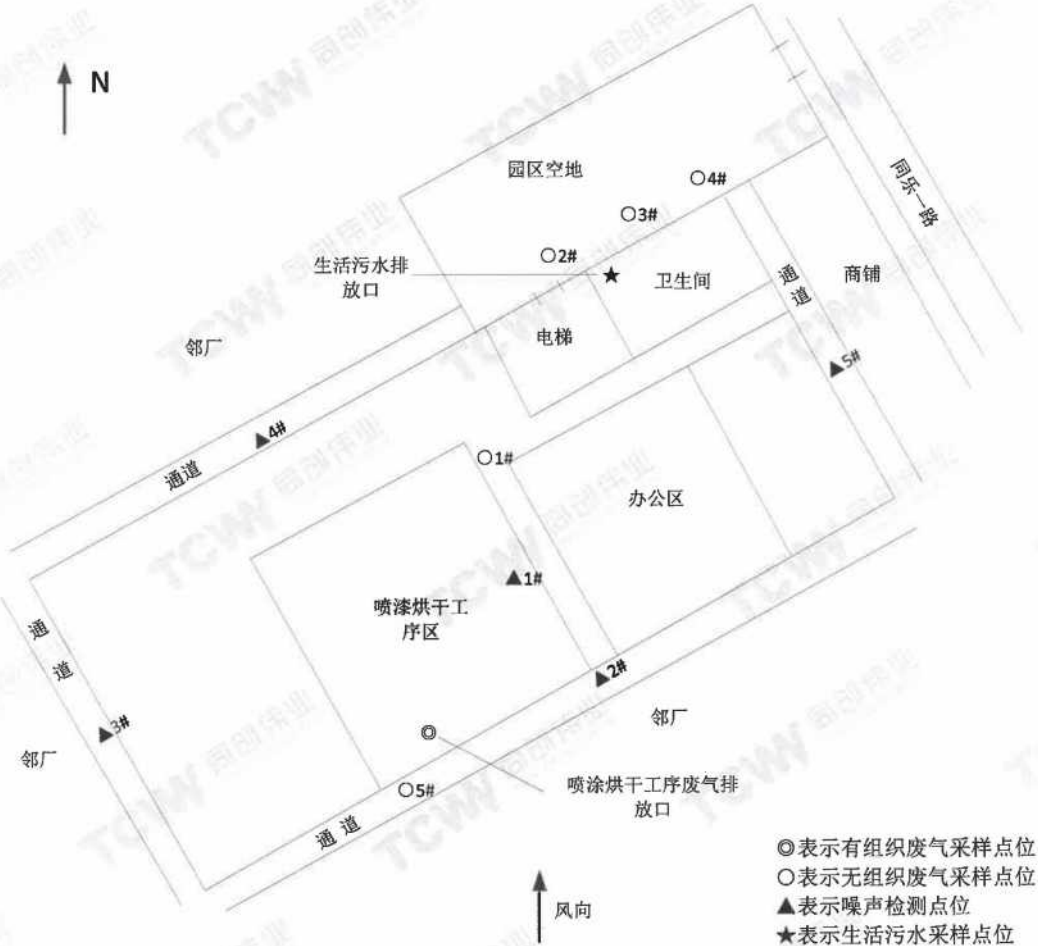 N
园区空地
○4#
○3#
○2#
同乐一路
生活污水排
放口
★
卫生间
通道
商铺
电梯
邻厂
▲5#
▲4#
通道
○1#
办公区
▲1#
喷漆烘干工
序区
通道
▲2#
▲3#
邻厂
邻厂
◎
○5#
喷涂烘干工序废气排
放口
通道
风向
◎表示有组织废气采样点位
○表示无组织废气采样点位
▲表示噪声检测点位
★表示生活污水采样点位
TCWW 同创伟业